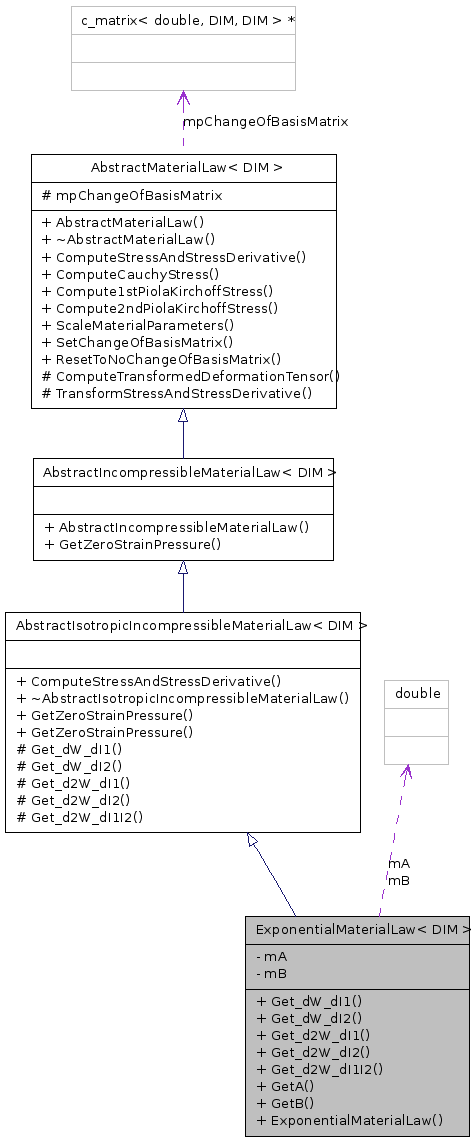 c_matrix< double, DIM, DIM > *
mpChangeOfBasisMatrix
AbstractMaterialLaw< DIM >
# mpChangeOfBasisMatrix
+ AbstractMaterialLaw()
+ ~AbstractMaterialLaw()
+ ComputeStressAndStressDerivative()
+ ComputeCauchyStress()
+ Compute1stPiolaKirchoffStress()
+ Compute2ndPiolaKirchoffStress()
+ ScaleMaterialParameters()
+ SetChangeOfBasisMatrix()
+ ResetToNoChangeOfBasisMatrix()
# ComputeTransformedDeformationTensor()
# TransformStressAndStressDerivative()
AbstractIncompressibleMaterialLaw< DIM >
+ AbstractIncompressibleMaterialLaw()
+ GetZeroStrainPressure()
AbstractIsotropicIncompressibleMaterialLaw< DIM >
+ ComputeStressAndStressDerivative()
+ ~AbstractIsotropicIncompressibleMaterialLaw()
+ GetZeroStrainPressure()
+ GetZeroStrainPressure()
# Get_dW_dI1()
# Get_dW_dI2()
# Get_d2W_dI1()
# Get_d2W_dI2()
# Get_d2W_dI1I2()
double
mA
mB
ExponentialMaterialLaw< DIM >
- mA
- mB
+ Get_dW_dI1()
+ Get_dW_dI2()
+ Get_d2W_dI1()
+ Get_d2W_dI2()
+ Get_d2W_dI1I2()
+ GetA()
+ GetB()
+ ExponentialMaterialLaw()